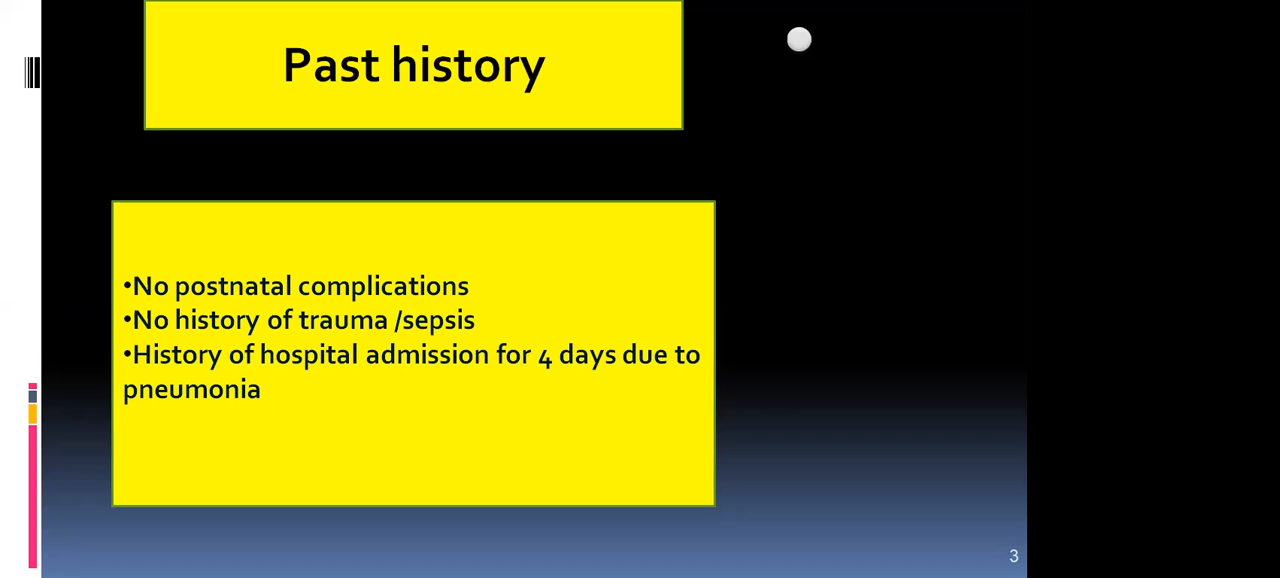 Past history
•No postnatal complications
•No history of trauma /sepsis
•History of hospital admission for 4 days due to
pneumonia
3